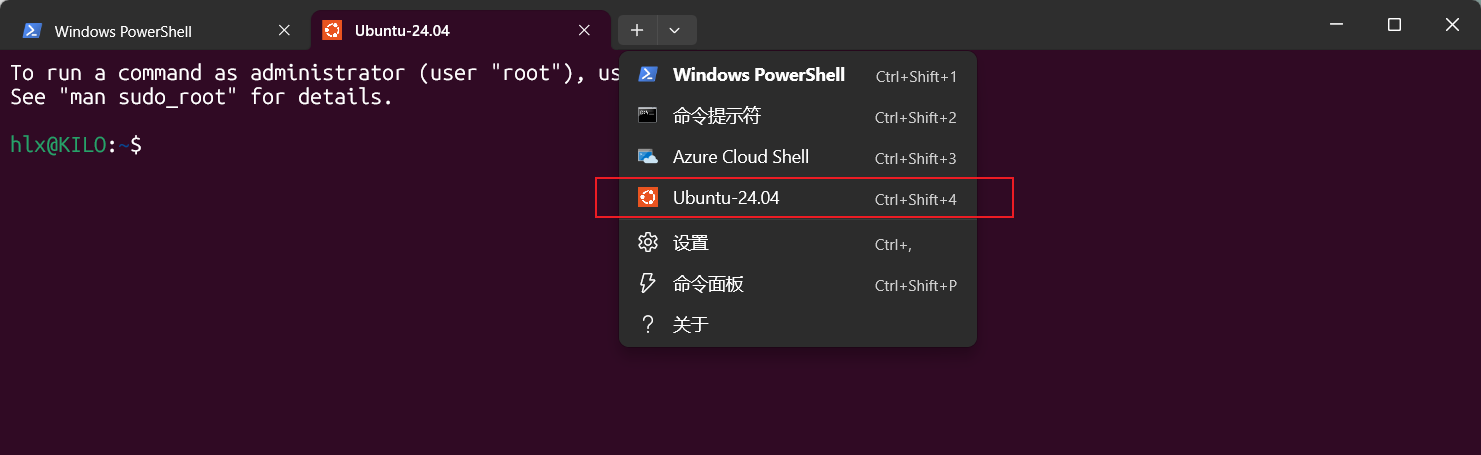 Windows PowerShell
Ubuntu-24.04
To run a command as administrator (user "root"), us
See "man sudo_root" for details.
hlx@KILO:~$
Windows PowerShell Ctrl+Shift+1
命令提示符 Ctrl+Shift+2
Azure Cloud Shell Ctrl+Shift+3
Ubuntu-24.04 Ctrl+Shift+4
设置 Ctrl+,
命令面板 Ctrl+Shift+P
关于